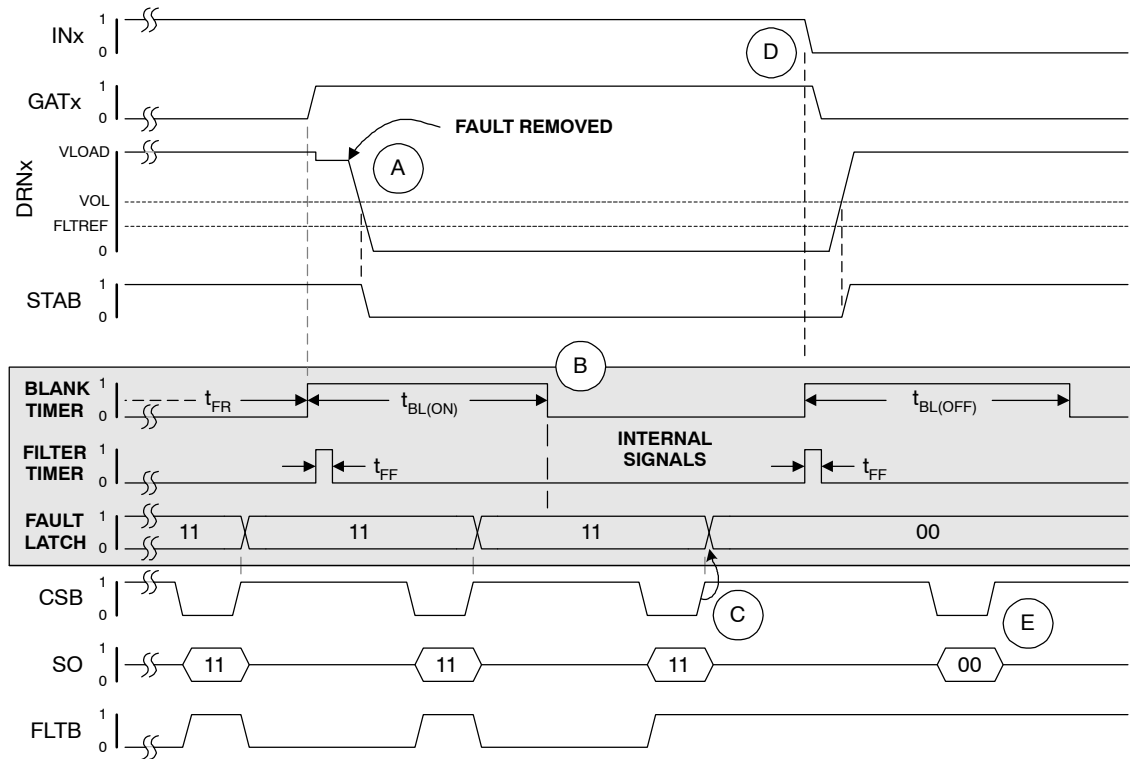 INx 1 0
D
GATx 1 0
FAULT REMOVED
A
DRNx
VLOAD
VOL
FLTREF
0
STAB 1 0
B
BLANK TIMER 1 0 tFR tBL(ON) tBL(OFF)
INTERNAL SIGNALS
FILTER TIMER 1 0 tFF tFF
FAULT LATCH 1 0 11 11 11 00
CSB 1 0
C
E
SO 1 0 11 11 11 00
FLTB 1 0